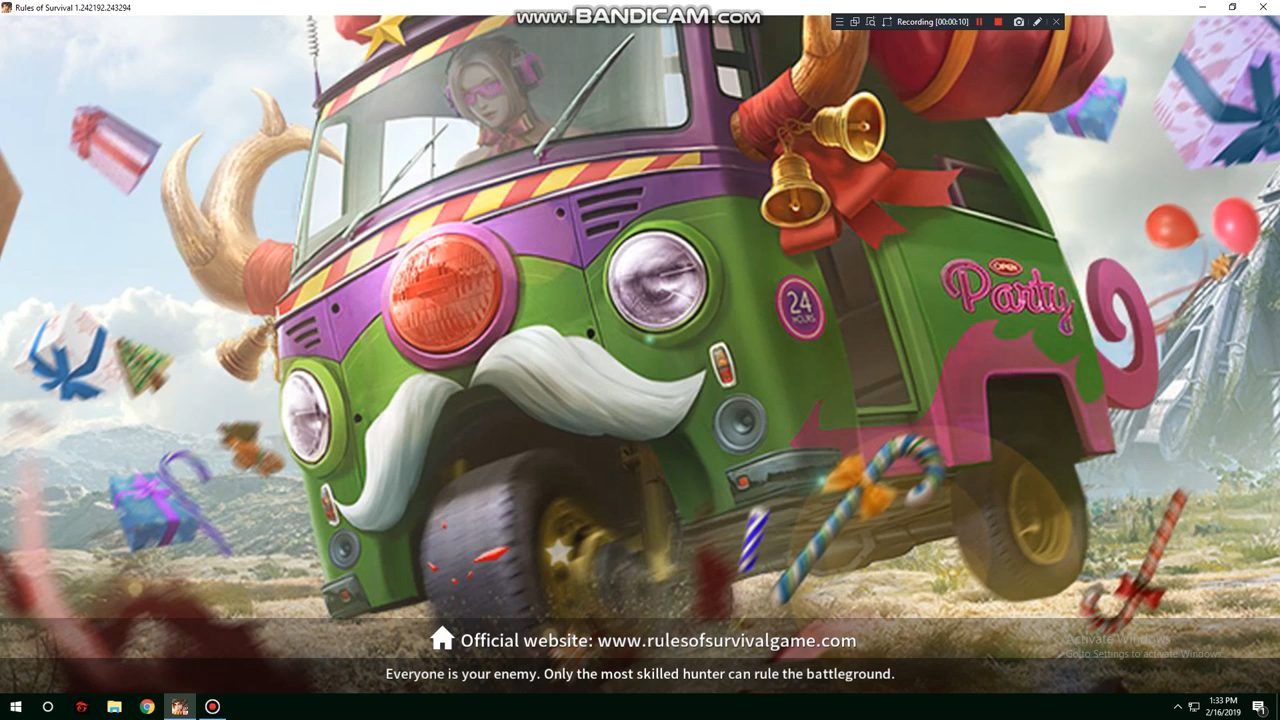 Rules of Survival 1.242192.243294
www.BANDICAM.com
Recording [00:00:10]
OPEN
Party
24
HOURS
Official website: www.rulesofsurvivalgame.com
Activate Windows
Go to Settings to activate Windows.
Everyone is your enemy. Only the most skilled hunter can rule the battleground.
1:33 PM
2/16/2019
1